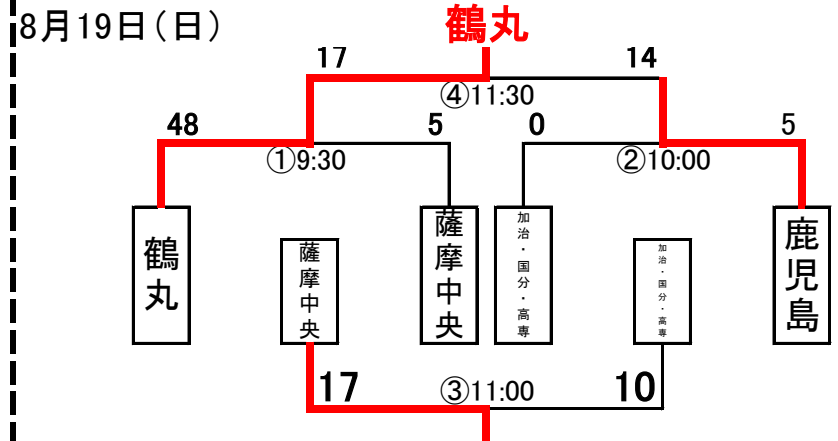 8月19日(日)
鶴丸
17
14
④11:30
48
5
0
5
①9:30
②10:00
鶴丸
薩摩中央
薩摩中央
加治・国分・高専
加治・国分・高専
鹿児島
17
③11:00
10